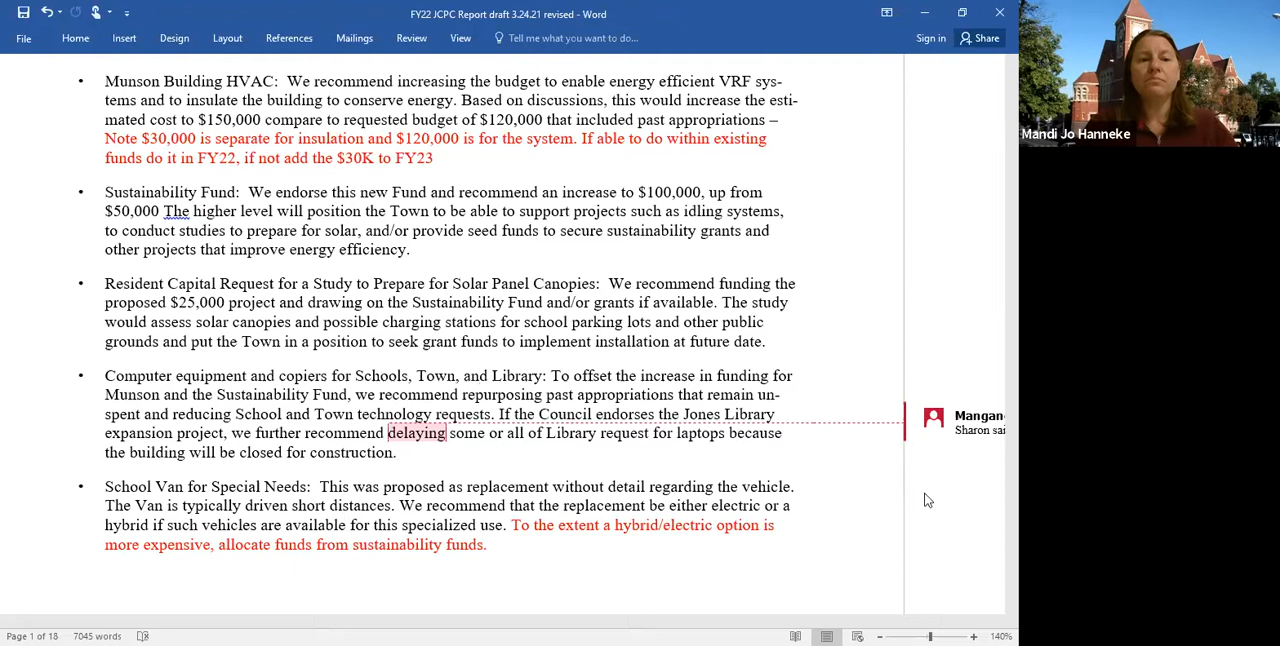 FY22 JCPC Report draft 3.24.21 revised - Word
File Home Insert Design Layout References Mailings Review View Tell me what you want to do... Sign in Share
• Munson Building HVAC: We recommend increasing the budget to enable energy efficient VRF sys-
tems and to insulate the building to conserve energy. Based on discussions, this would increase the esti-
mated cost to $150,000 compare to requested budget of $120,000 that included past appropriations –
Note $30,000 is separate for insulation and $120,000 is for the system. If able to do within existing
funds do it in FY22, if not add the $30K to FY23
• Sustainability Fund: We endorse this new Fund and recommend an increase to $100,000, up from
$50,000 The higher level will position the Town to be able to support projects such as idling systems,
to conduct studies to prepare for solar, and/or provide seed funds to secure sustainability grants and
other projects that improve energy efficiency.
• Resident Capital Request for a Study to Prepare for Solar Panel Canopies: We recommend funding the
proposed $25,000 project and drawing on the Sustainability Fund and/or grants if available. The study
would assess solar canopies and possible charging stations for school parking lots and other public
grounds and put the Town in a position to seek grant funds to implement installation at future date.
• Computer equipment and copiers for Schools, Town, and Library: To offset the increase in funding for
Munson and the Sustainability Fund, we recommend repurposing past appropriations that remain un-
spent and reducing School and Town technology requests. If the Council endorses the Jones Library
expansion project, we further recommend delaying some or all of Library request for laptops because
the building will be closed for construction.
• School Van for Special Needs: This was proposed as replacement without detail regarding the vehicle.
The Van is typically driven short distances. We recommend that the replacement be either electric or a
hybrid if such vehicles are available for this specialized use. To the extent a hybrid/electric option is
more expensive, allocate funds from sustainability funds.
Mangan
Sharon sai
Page 1 of 18 7045 words 140%
Mandi Jo Hanneke